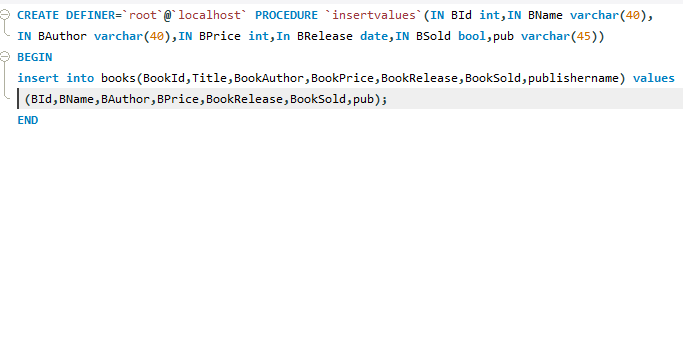 CREATE DEFINER=`root`@`localhost` PROCEDURE `insertvalues`(IN BId int,IN BName varchar(40),
IN BAuthor varchar(40),IN BPrice int,In BRelease date,IN BSold bool,pub varchar(45))
BEGIN
insert into books(BookId,Title,BookAuthor,BookPrice,BookRelease,BookSold,publishername) values
(BId,BName,BAuthor,BPrice,BookRelease,BookSold,pub);
END